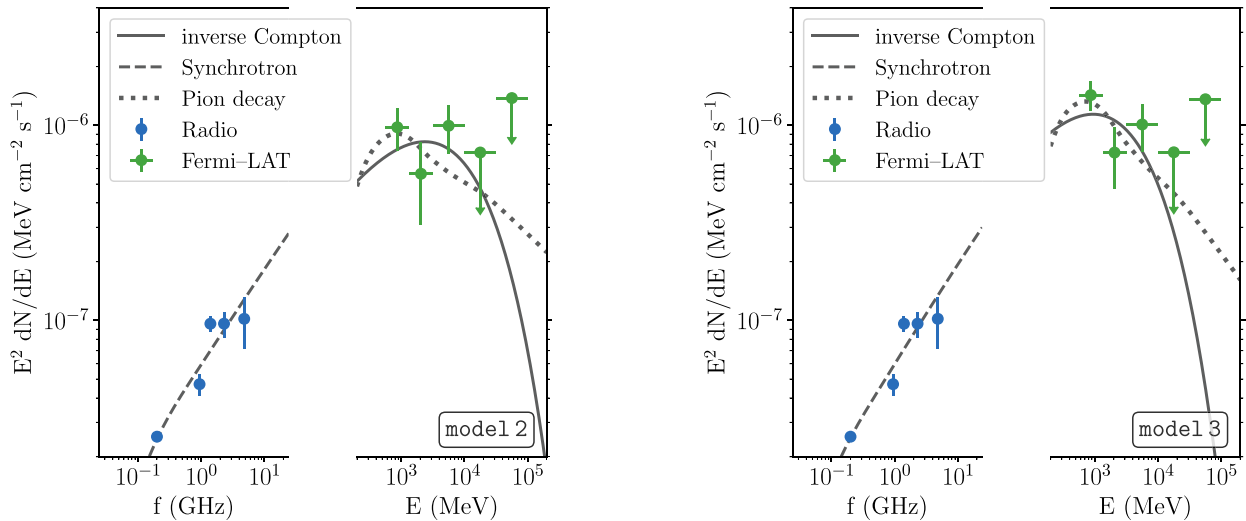 inverse Compton
Synchrotron
Pion decay
Radio
Fermi–LAT
E² dN/dE (MeV cm⁻² s⁻¹)
10⁻⁶
10⁻⁷
model 2
10⁻¹ 10⁰ 10¹
f (GHz)
10³ 10⁴ 10⁵
E (MeV)
inverse Compton
Synchrotron
Pion decay
Radio
Fermi–LAT
E² dN/dE (MeV cm⁻² s⁻¹)
10⁻⁶
10⁻⁷
model 3
10⁻¹ 10⁰ 10¹
f (GHz)
10³ 10⁴ 10⁵
E (MeV)